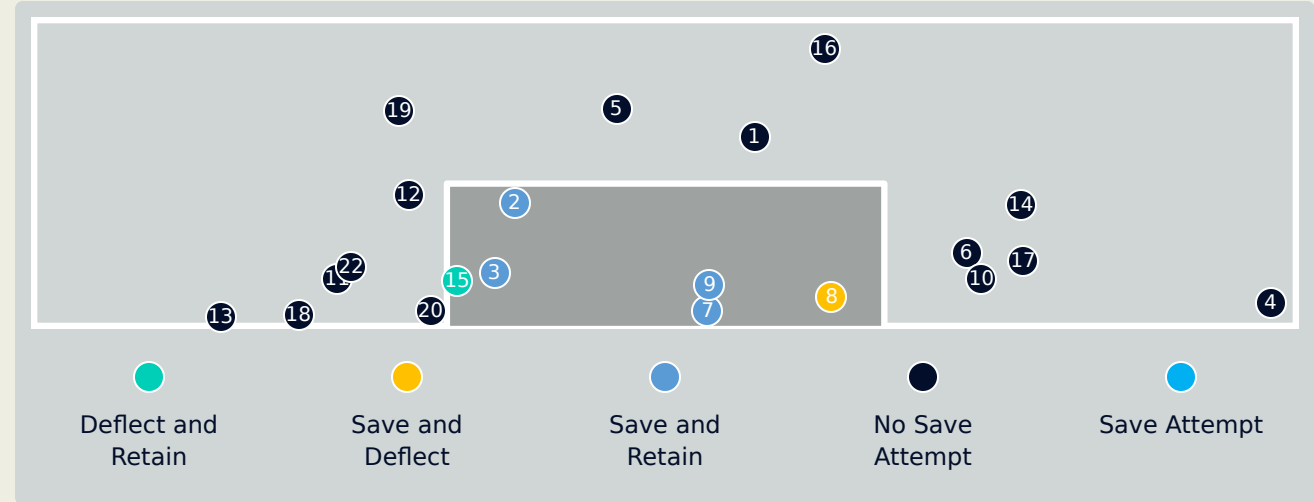 16
19
5
1
12
2
14
6
22
11
3
15
9
8
10
17
4
13
18
20
7
Deflect and
Retain
Save and
Deflect
Save and
Retain
No Save
Attempt
Save Attempt